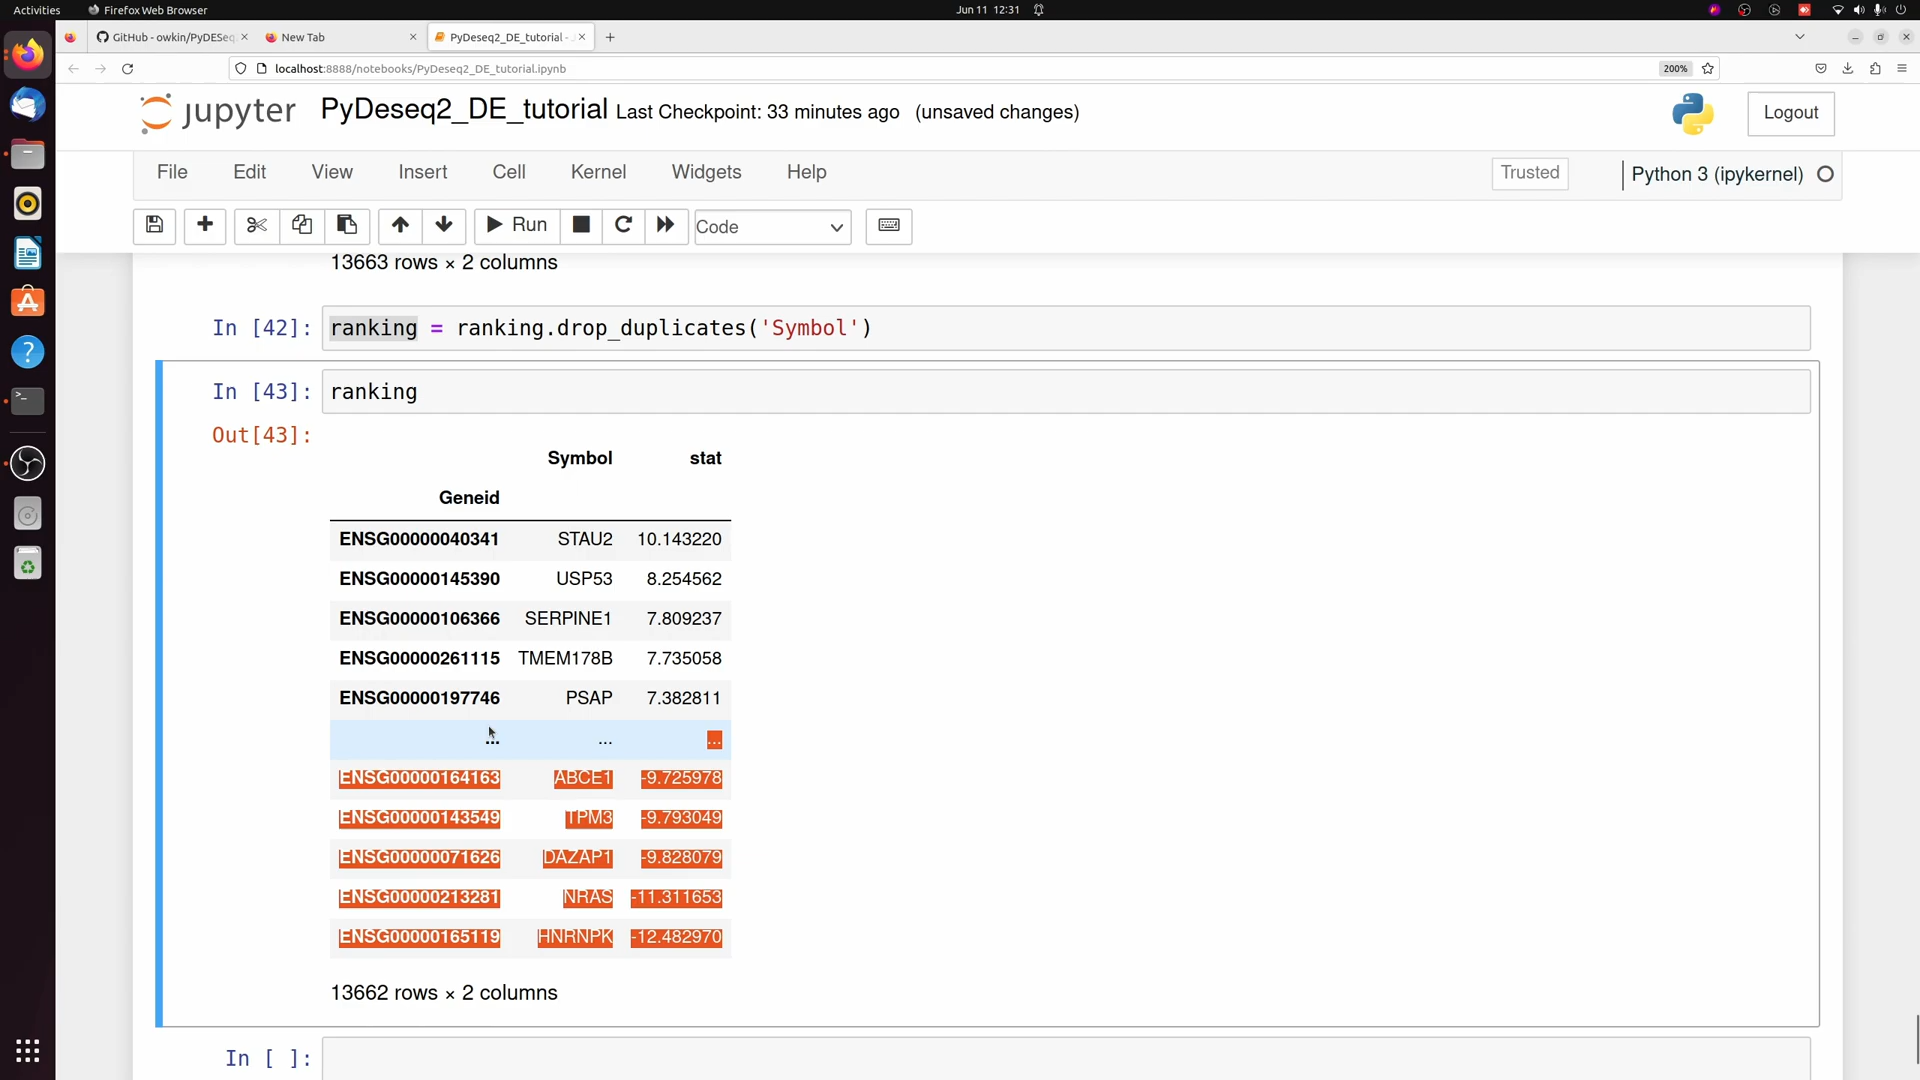 Activities Firefox Web Browser Jun 11 12:31
GitHub - owkin/PyDESeq × New Tab × PyDeseq2_DE_tutorial - × +
localhost:8888/notebooks/PyDeseq2_DE_tutorial.ipynb 200%
jupyter PyDeseq2_DE_tutorial Last Checkpoint: 33 minutes ago (unsaved changes) Logout
File Edit View Insert Cell Kernel Widgets Help Trusted Python 3 (ipykernel)
Run Code
13663 rows × 2 columns
In [42]: ranking = ranking.drop_duplicates('Symbol')
In [43]: ranking
Out[43]:
Symbol stat
Geneid
ENSG00000040341 STAU2 10.143220
ENSG00000145390 USP53 8.254562
ENSG00000106366 SERPINE1 7.809237
ENSG00000261115 TMEM178B 7.735058
ENSG00000197746 PSAP 7.382811
... ... ...
ENSG00000164163 ABCE1 -9.725978
ENSG00000143549 TPM3 -9.793049
ENSG00000071626 DAZAP1 -9.828079
ENSG00000213281 NRAS -11.311653
ENSG00000165119 HNRNPK -12.482970
13662 rows × 2 columns
In [ ]: